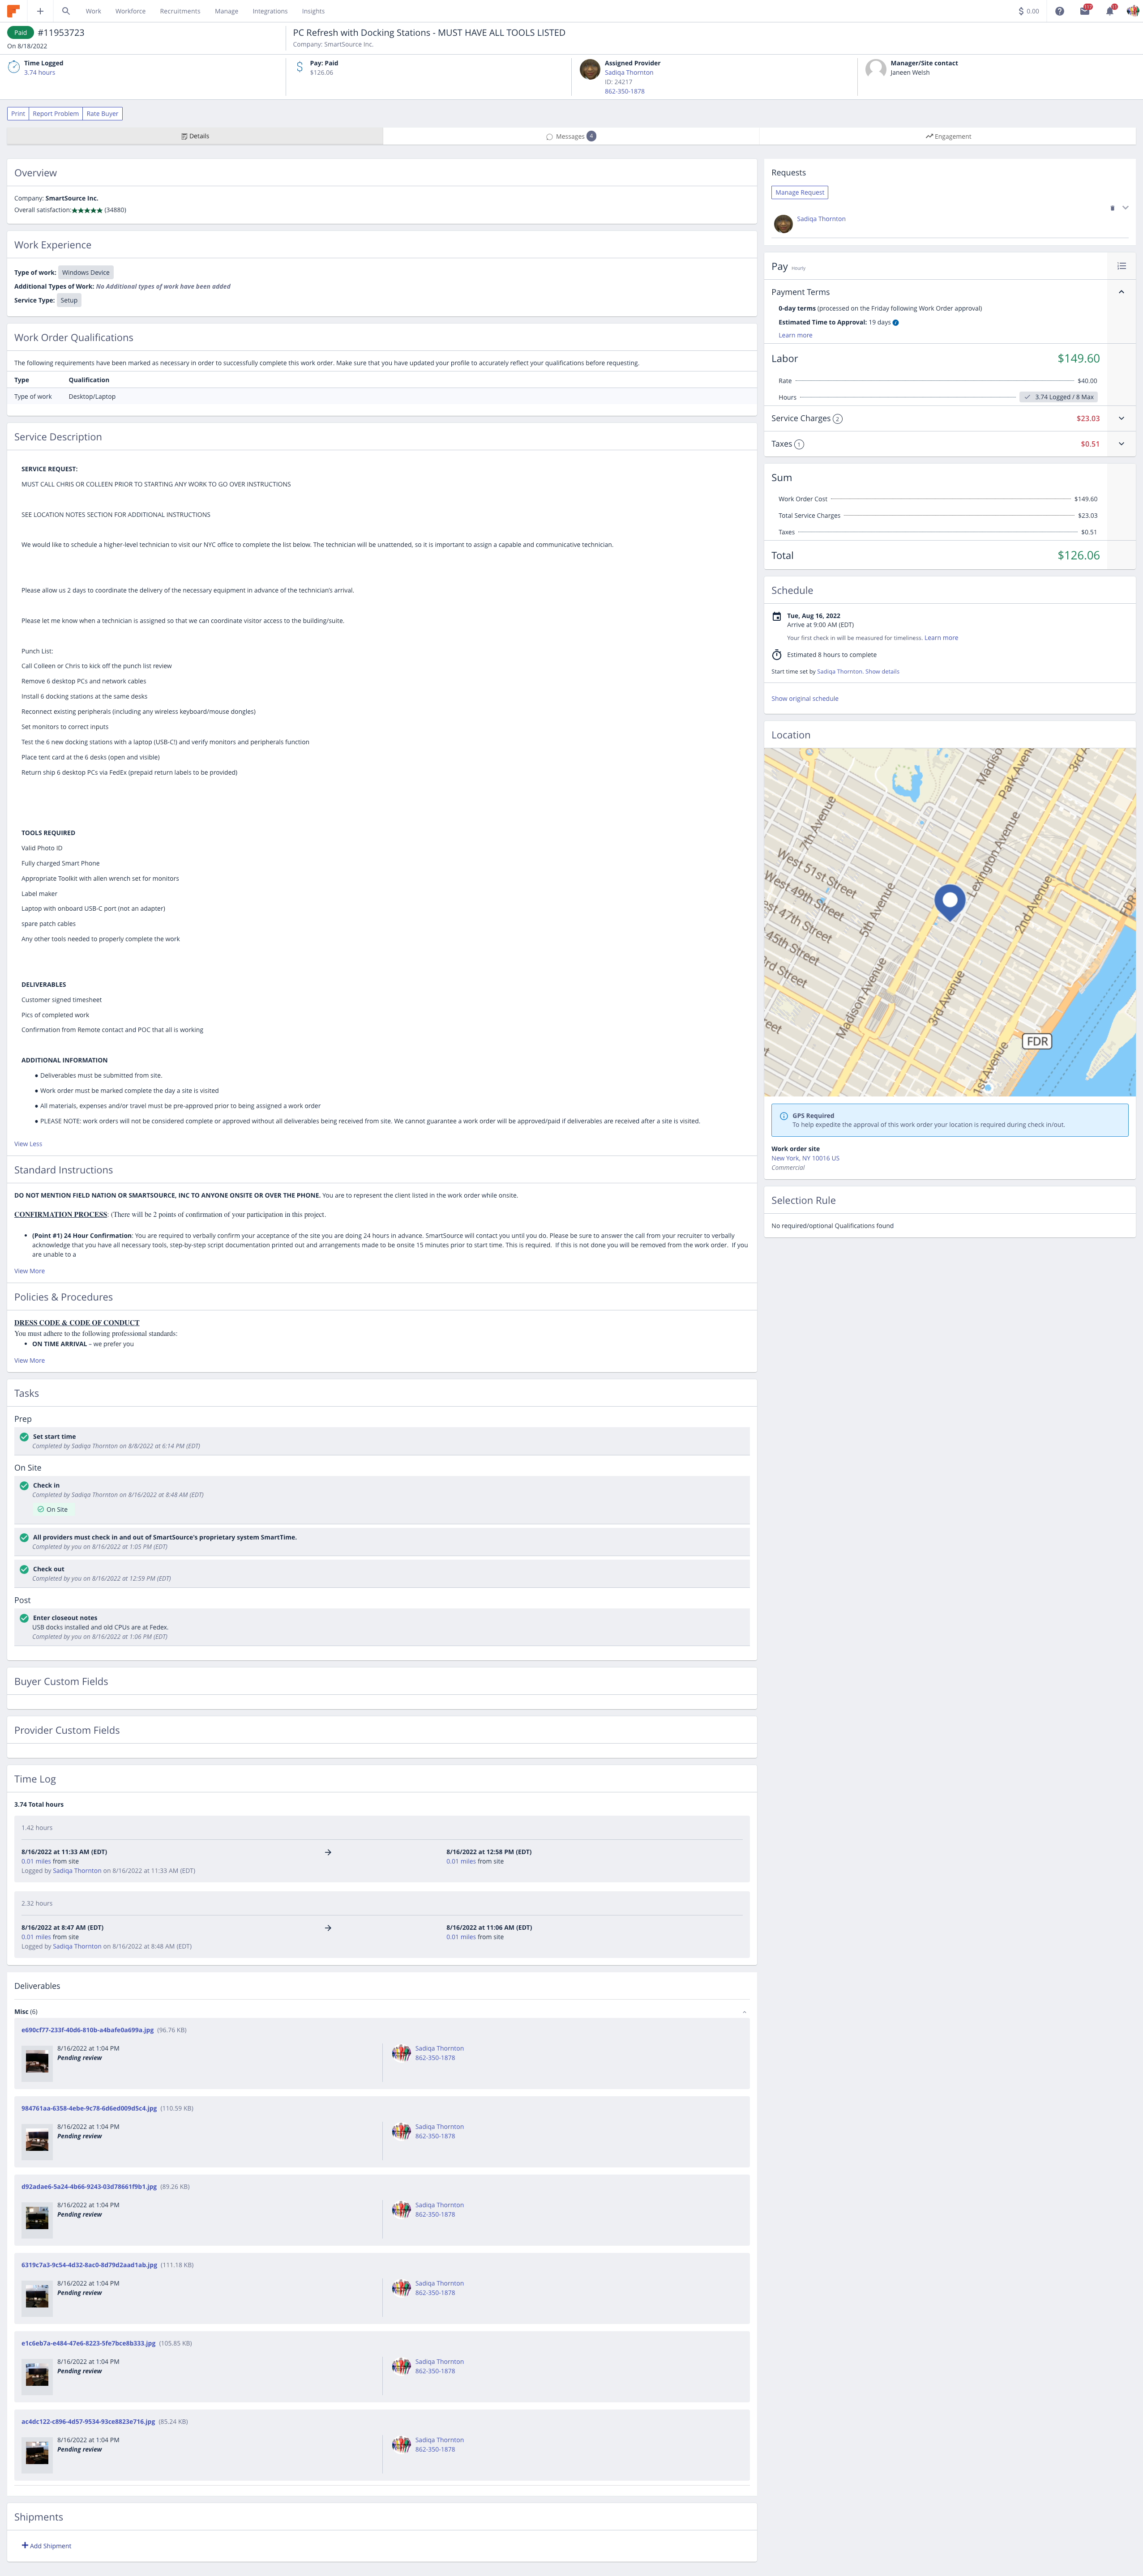 Work Workforce Recruitments Manage Integrations Insights
$ 0.00
Paid #11953723
On 8/18/2022
PC Refresh with Docking Stations - MUST HAVE ALL TOOLS LISTED
Company: SmartSource Inc.
Time Logged
3.74 hours
Pay: Paid
$126.06
Assigned Provider
Sadiqa Thornton
ID: 24217
862-350-1878
Manager/Site contact
Janeen Welsh
Print Report Problem Rate Buyer
Details
Messages 4
Engagement
Overview
Company: SmartSource Inc.
Overall satisfaction:★★★★★ (34880)
Work Experience
Type of work: Windows Device
Additional Types of Work: No Additional types of work have been added
Service Type: Setup
Work Order Qualifications
The following requirements have been marked as necessary in order to successfully complete this work order. Make sure that you have updated your profile to accurately reflect your qualifications before requesting.
Type Qualification
Type of work Desktop/Laptop
Service Description
SERVICE REQUEST:
MUST CALL CHRIS OR COLLEEN PRIOR TO STARTING ANY WORK TO GO OVER INSTRUCTIONS
SEE LOCATION NOTES SECTION FOR ADDITIONAL INSTRUCTIONS
We would like to schedule a higher-level technician to visit our NYC office to complete the list below. The technician will be unattended, so it is important to assign a capable and communicative technician.
Please allow us 2 days to coordinate the delivery of the necessary equipment in advance of the technician's arrival.
Please let me know when a technician is assigned so that we can coordinate visitor access to the building/suite.
Punch List:
Call Colleen or Chris to kick off the punch list review
Remove 6 desktop PCs and network cables
Install 6 docking stations at the same desks
Reconnect existing peripherals (including any wireless keyboard/mouse dongles)
Set monitors to correct inputs
Test the 6 new docking stations with a laptop (USB-C!) and verify monitors and peripherals function
Place tent card at the 6 desks (open and visible)
Return ship 6 desktop PCs via FedEx (prepaid return labels to be provided)
TOOLS REQUIRED
Valid Photo ID
Fully charged Smart Phone
Appropriate Toolkit with allen wrench set for monitors
Label maker
Laptop with onboard USB-C port (not an adapter)
spare patch cables
Any other tools needed to properly complete the work
DELIVERABLES
Customer signed timesheet
Pics of completed work
Confirmation from Remote contact and POC that all is working
ADDITIONAL INFORMATION
● Deliverables must be submitted from site.
● Work order must be marked complete the day a site is visited
● All materials, expenses and/or travel must be pre-approved prior to being assigned a work order
● PLEASE NOTE: work orders will not be considered complete or approved without all deliverables being received from site. We cannot guarantee a work order will be approved/paid if deliverables are received after a site is visited.
View Less
Standard Instructions
DO NOT MENTION FIELD NATION OR SMARTSOURCE, INC TO ANYONE ONSITE OR OVER THE PHONE. You are to represent the client listed in the work order while onsite.
CONFIRMATION PROCESS: (There will be 2 points of confirmation of your participation in this project.
• (Point #1) 24 Hour Confirmation: You are required to verbally confirm your acceptance of the site you are doing 24 hours in advance. SmartSource will contact you until you do. Please be sure to answer the call from your recruiter to verbally
acknowledge that you have all necessary tools, step-by-step script documentation printed out and arrangements made to be onsite 15 minutes prior to start time. This is required. If this is not done you will be removed from the work order. If you
are unable to a
View More
Policies & Procedures
DRESS CODE & CODE OF CONDUCT
You must adhere to the following professional standards:
• ON TIME ARRIVAL – we prefer you
View More
Tasks
Prep
Set start time
Completed by Sadiqa Thornton on 8/8/2022 at 6:14 PM (EDT)
On Site
Check in
Completed by Sadiqa Thornton on 8/16/2022 at 8:48 AM (EDT)
On Site
All providers must check in and out of SmartSource's proprietary system SmartTime.
Completed by you on 8/16/2022 at 1:05 PM (EDT)
Check out
Completed by you on 8/16/2022 at 12:59 PM (EDT)
Post
Enter closeout notes
USB docks installed and old CPUs are at Fedex.
Completed by you on 8/16/2022 at 1:06 PM (EDT)
Buyer Custom Fields
Provider Custom Fields
Time Log
3.74 Total hours
1.42 hours
8/16/2022 at 11:33 AM (EDT) → 8/16/2022 at 12:58 PM (EDT)
0.01 miles from site 0.01 miles from site
Logged by Sadiqa Thornton on 8/16/2022 at 11:33 AM (EDT)
2.32 hours
8/16/2022 at 8:47 AM (EDT) → 8/16/2022 at 11:06 AM (EDT)
0.01 miles from site 0.01 miles from site
Logged by Sadiqa Thornton on 8/16/2022 at 8:48 AM (EDT)
Deliverables
Misc (6)
e690cf77-233f-40d6-810b-a4bafe0a699a.jpg (96.76 KB)
8/16/2022 at 1:04 PM Sadiqa Thornton
Pending review 862-350-1878
984761aa-6358-4ebe-9c78-6d6ed009d5c4.jpg (110.59 KB)
8/16/2022 at 1:04 PM Sadiqa Thornton
Pending review 862-350-1878
d92adae6-5a24-4b66-9243-03d78661f9b1.jpg (89.26 KB)
8/16/2022 at 1:04 PM Sadiqa Thornton
Pending review 862-350-1878
6319c7a3-9c54-4d32-8ac0-8d79d2aad1ab.jpg (111.18 KB)
8/16/2022 at 1:04 PM Sadiqa Thornton
Pending review 862-350-1878
e1c6eb7a-e484-47e6-8223-5fe7bce8b333.jpg (105.85 KB)
8/16/2022 at 1:04 PM Sadiqa Thornton
Pending review 862-350-1878
ac4dc122-c896-4d57-9534-93ce8823e716.jpg (85.24 KB)
8/16/2022 at 1:04 PM Sadiqa Thornton
Pending review 862-350-1878
Shipments
+ Add Shipment
Requests
Manage Request
Sadiqa Thornton
Pay Hourly
Payment Terms
0-day terms (processed on the Friday following Work Order approval)
Estimated Time to Approval: 19 days
Learn more
Labor $149.60
Rate $40.00
Hours 3.74 Logged / 8 Max
Service Charges 2 $23.03
Taxes 1 $0.51
Sum
Work Order Cost $149.60
Total Service Charges $23.03
Taxes $0.51
Total $126.06
Schedule
Tue, Aug 16, 2022
Arrive at 9:00 AM (EDT)
Your first check in will be measured for timeliness. Learn more
Estimated 8 hours to complete
Start time set by Sadiqa Thornton. Show details
Show original schedule
Location
Madison
Park Avenue
3rd A
7th Avenue
Lexington Avenue
West 51st Street
West 49th Street
est 47th Street
45th Street
5th Avenue
2nd Avenue
Madison Avenue
3rd Avenue
1st Avenue
treet
DR
FDR
GPS Required
To help expedite the approval of this work order your location is required during check in/out.
Work order site
New York, NY 10016 US
Commercial
Selection Rule
No required/optional Qualifications found